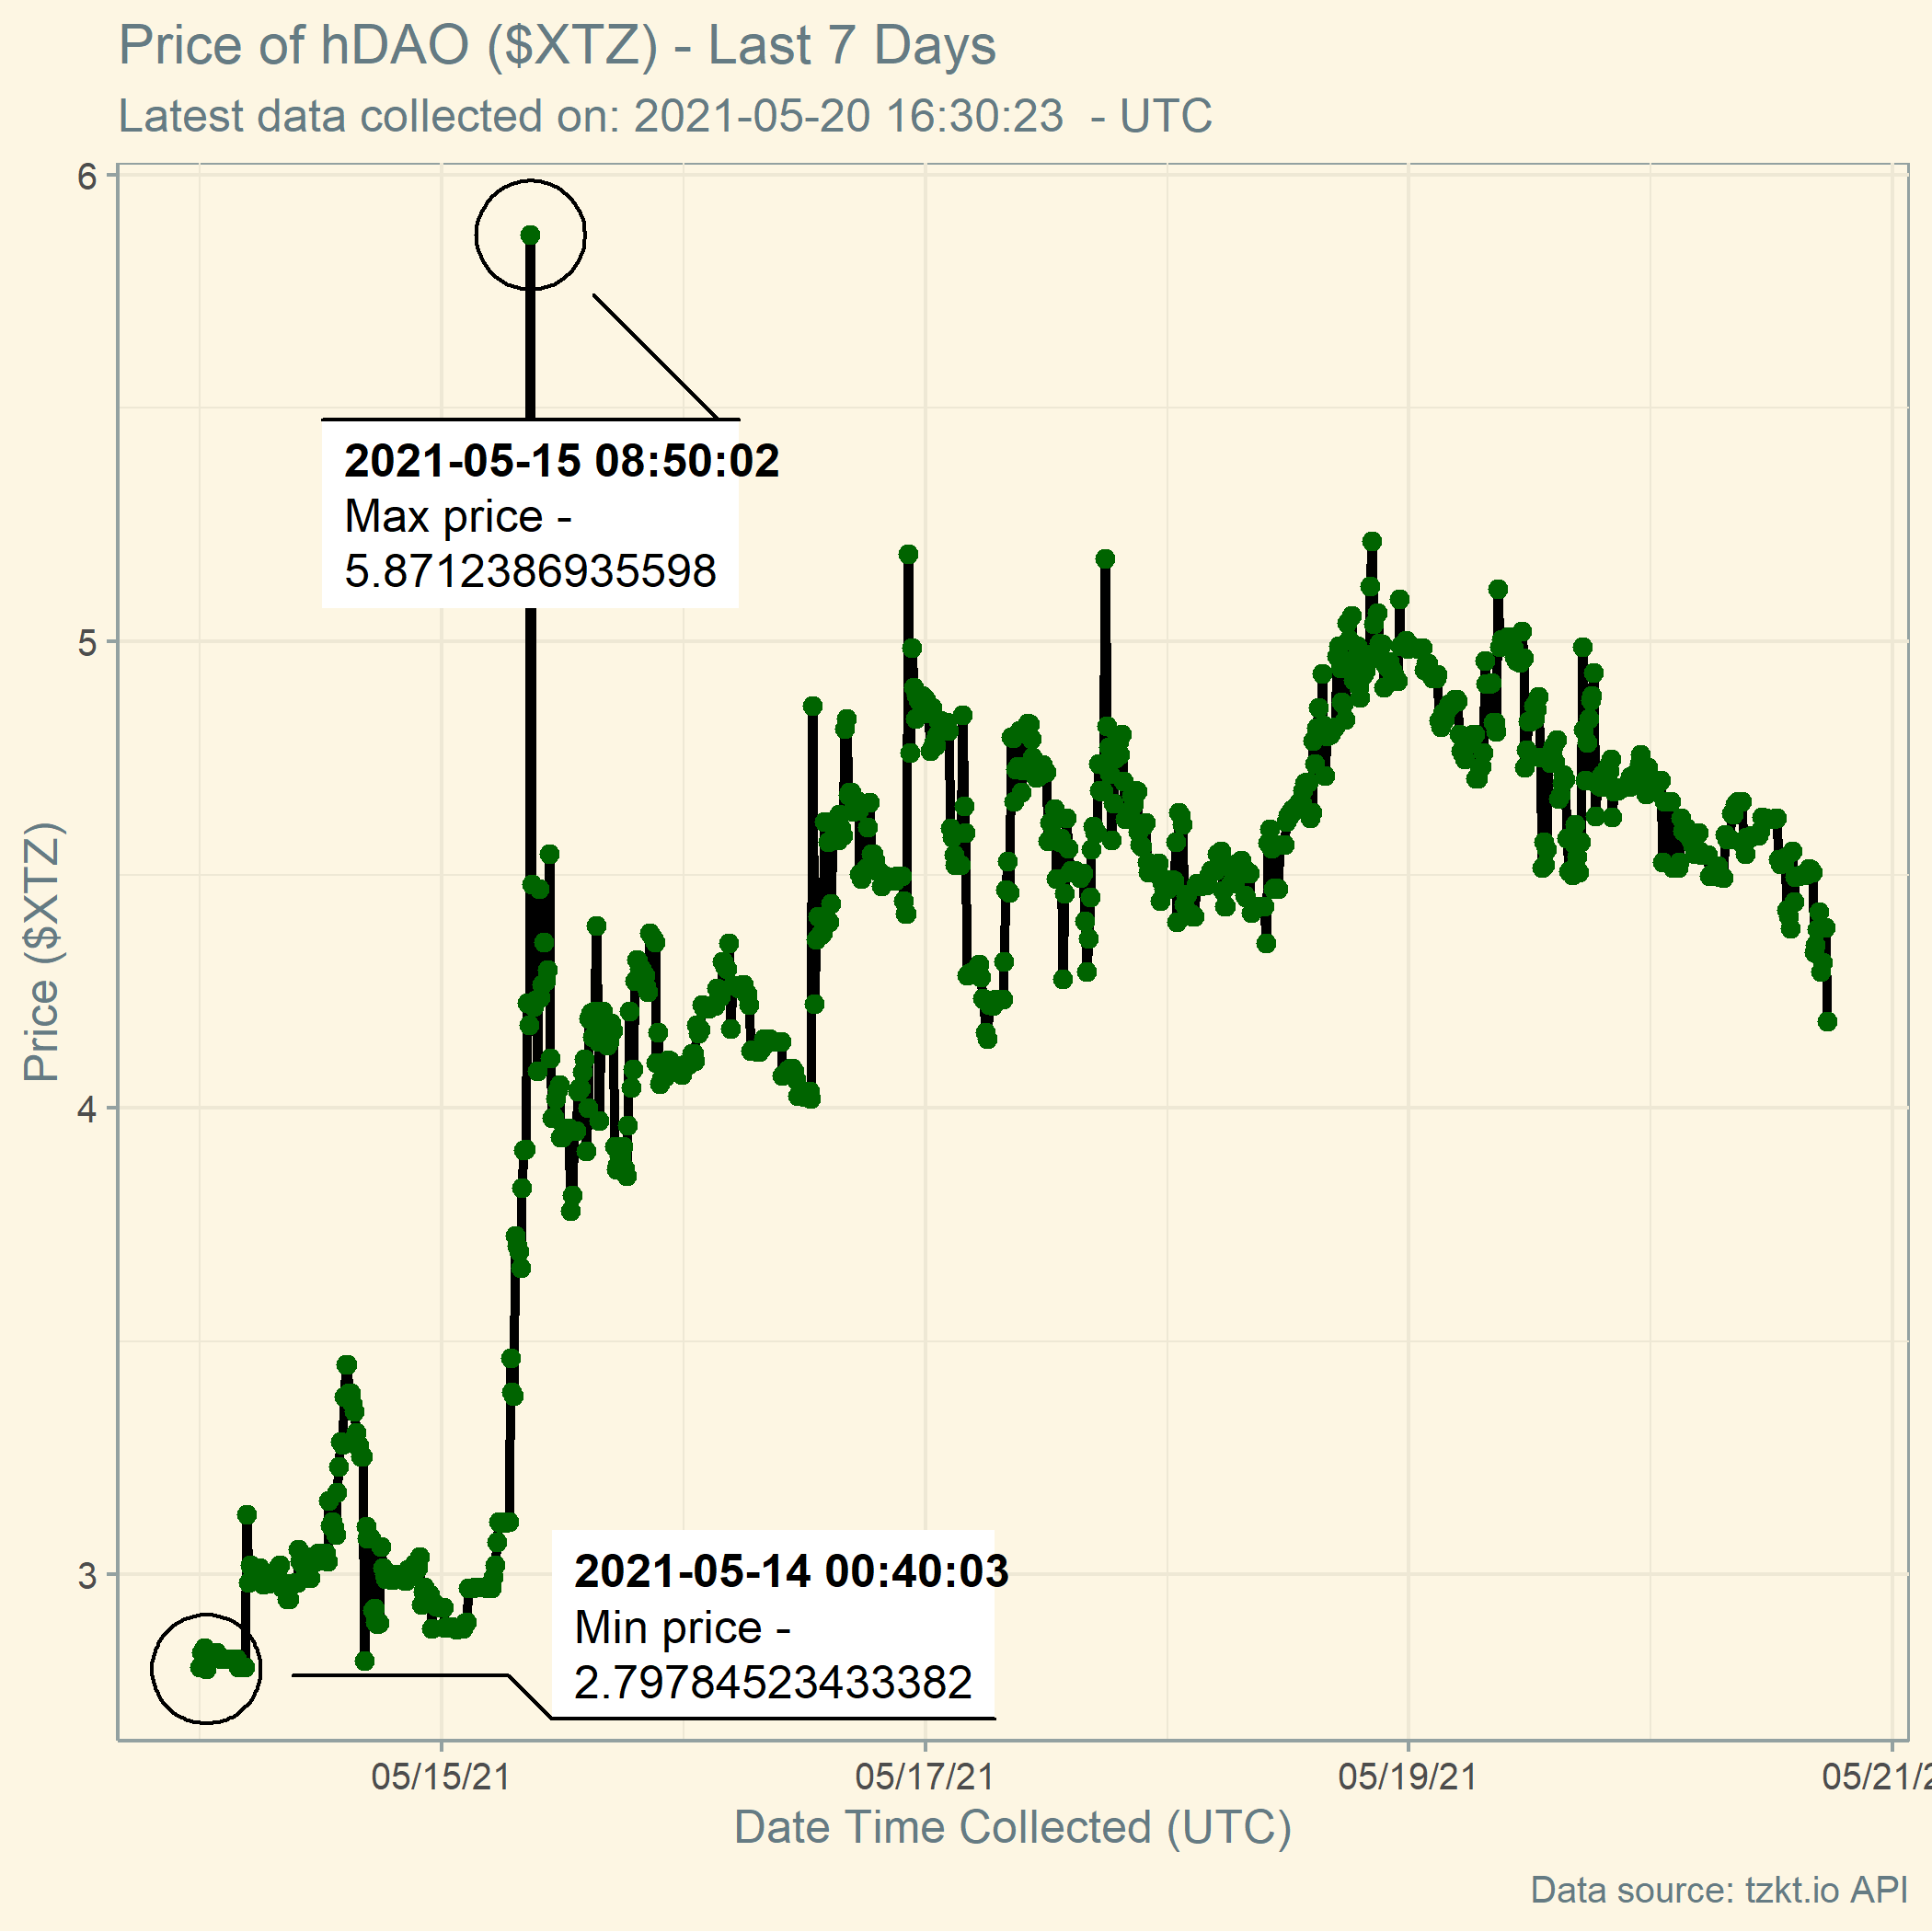 Price of hDAO ($XTZ) - Last 7 Days
Latest data collected on: 2021-05-20 16:30:23  - UTC
6
5
4
3
Price ($XTZ)
2021-05-15 08:50:02
Max price -
5.8712386935598
2021-05-14 00:40:03
Min price -
2.79784523433382
05/15/21
05/17/21
05/19/21
05/21/2
Date Time Collected (UTC)
Data source: tzkt.io API